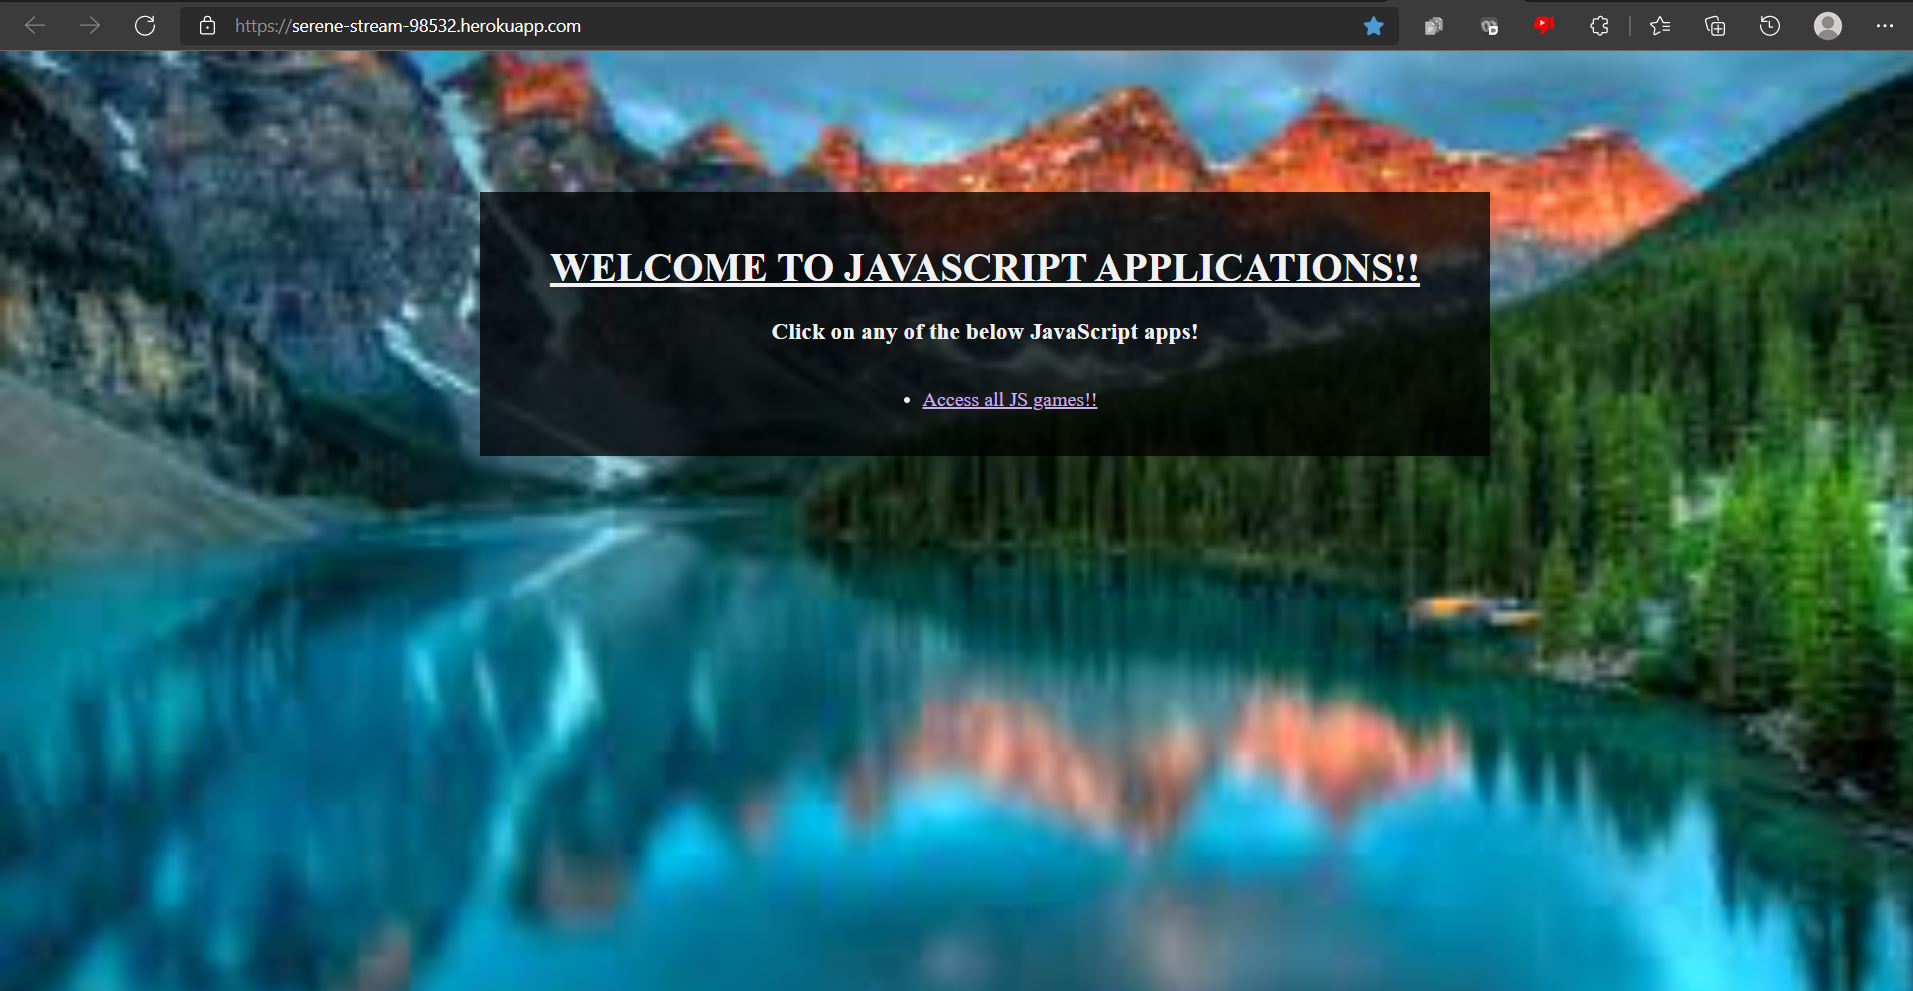 https://serene-stream-98532.herokuapp.com
WELCOME TO JAVASCRIPT APPLICATIONS!!
Click on any of the below JavaScript apps!
• Access all JS games!!